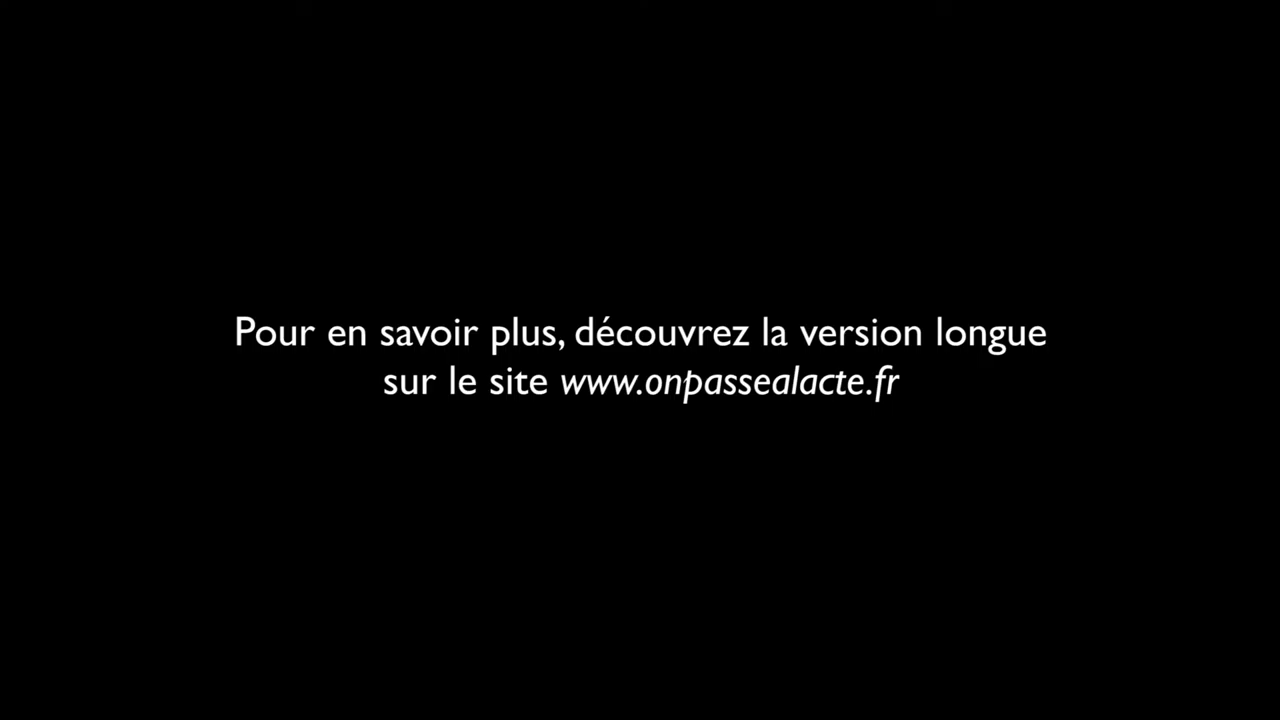 Pour en savoir plus, découvrez la version longue
sur le site www.onpassealacte.fr